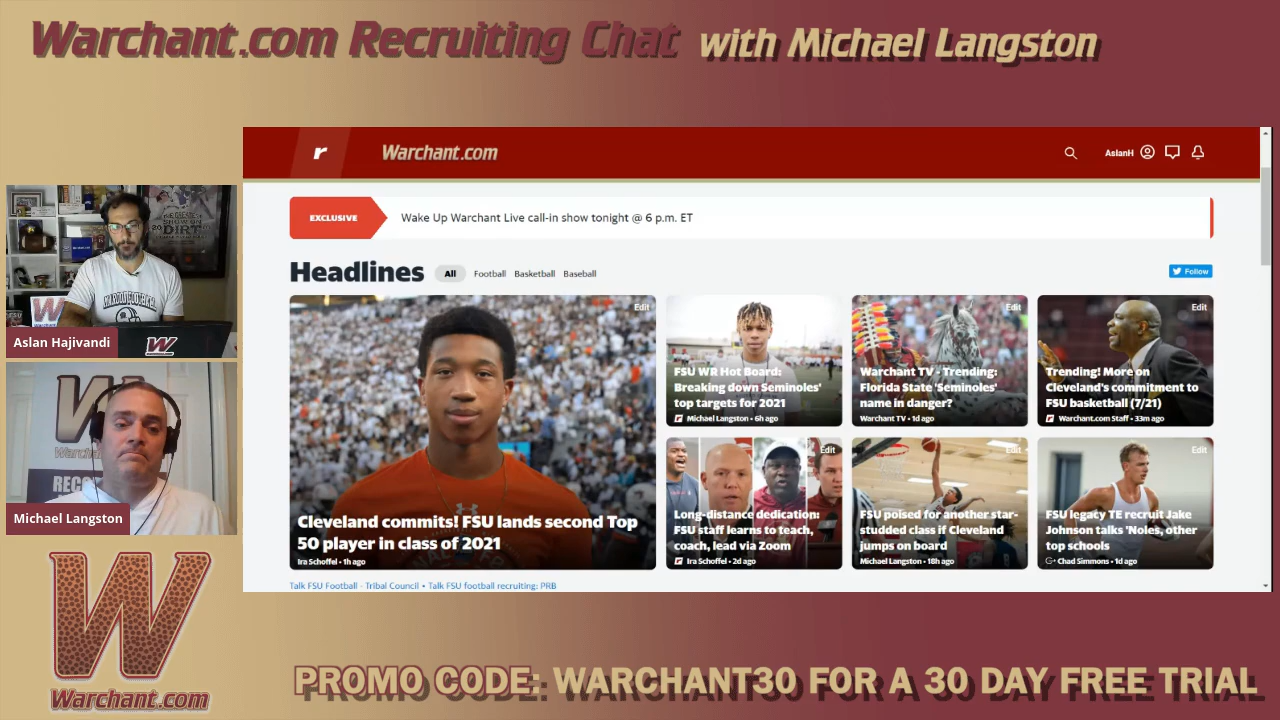 Warchant.com Recruiting Chat with Michael Langston
r
Warchant.com
AslanH
EXCLUSIVE
Wake Up Warchant Live call-in show tonight @ 6 p.m. ET
Headlines
All Football Basketball Baseball
Follow
Edit
Cleveland commits! FSU lands second Top
50 player in class of 2021
Ira Schoffel • 1h ago
FSU WR Hot Board:
Breaking down Seminoles'
top targets for 2021
Michael Langston • 6h ago
Edit
Warchant TV - Trending:
Florida State 'Seminoles'
name in danger?
Warchant TV • 1d ago
Edit
Trending! More on
Cleveland's commitment to
FSU basketball (7/21)
Warchant.com Staff • 33m ago
Edit
Long-distance dedication:
FSU staff learns to teach,
coach, lead via Zoom
Ira Schoffel • 2d ago
Edit
FSU poised for another star-
studded class if Cleveland
jumps on board
Michael Langston • 18h ago
Edit
FSU legacy TE recruit Jake
Johnson talks 'Noles, other
top schools
Chad Simmons • 1d ago
Talk FSU Football - Tribal Council • Talk FSU football recruiting: PRB
Aslan Hajivandi
W
Michael Langston
W
Warchant.com
PROMO CODE: WARCHANT30 FOR A 30 DAY FREE TRIAL